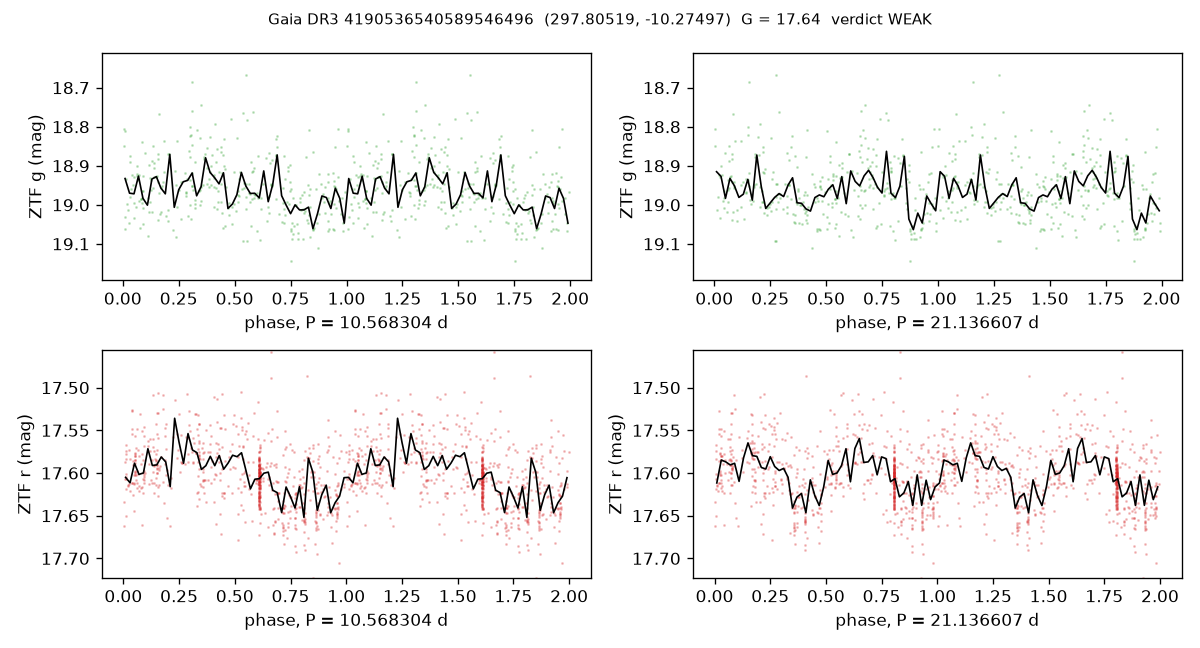 Gaia DR3 4190536540589546496  (297.80519, -10.27497)  G = 17.64  verdict WEAK
ZTF g (mag)
18.7
18.8
18.9
19.0
19.1
0.00 0.25 0.50 0.75 1.00 1.25 1.50 1.75 2.00
phase, P = 10.568304 d
ZTF g (mag)
18.7
18.8
18.9
19.0
19.1
0.00 0.25 0.50 0.75 1.00 1.25 1.50 1.75 2.00
phase, P = 21.136607 d
ZTF r (mag)
17.50
17.55
17.60
17.65
17.70
0.00 0.25 0.50 0.75 1.00 1.25 1.50 1.75 2.00
phase, P = 10.568304 d
ZTF r (mag)
17.50
17.55
17.60
17.65
17.70
0.00 0.25 0.50 0.75 1.00 1.25 1.50 1.75 2.00
phase, P = 21.136607 d